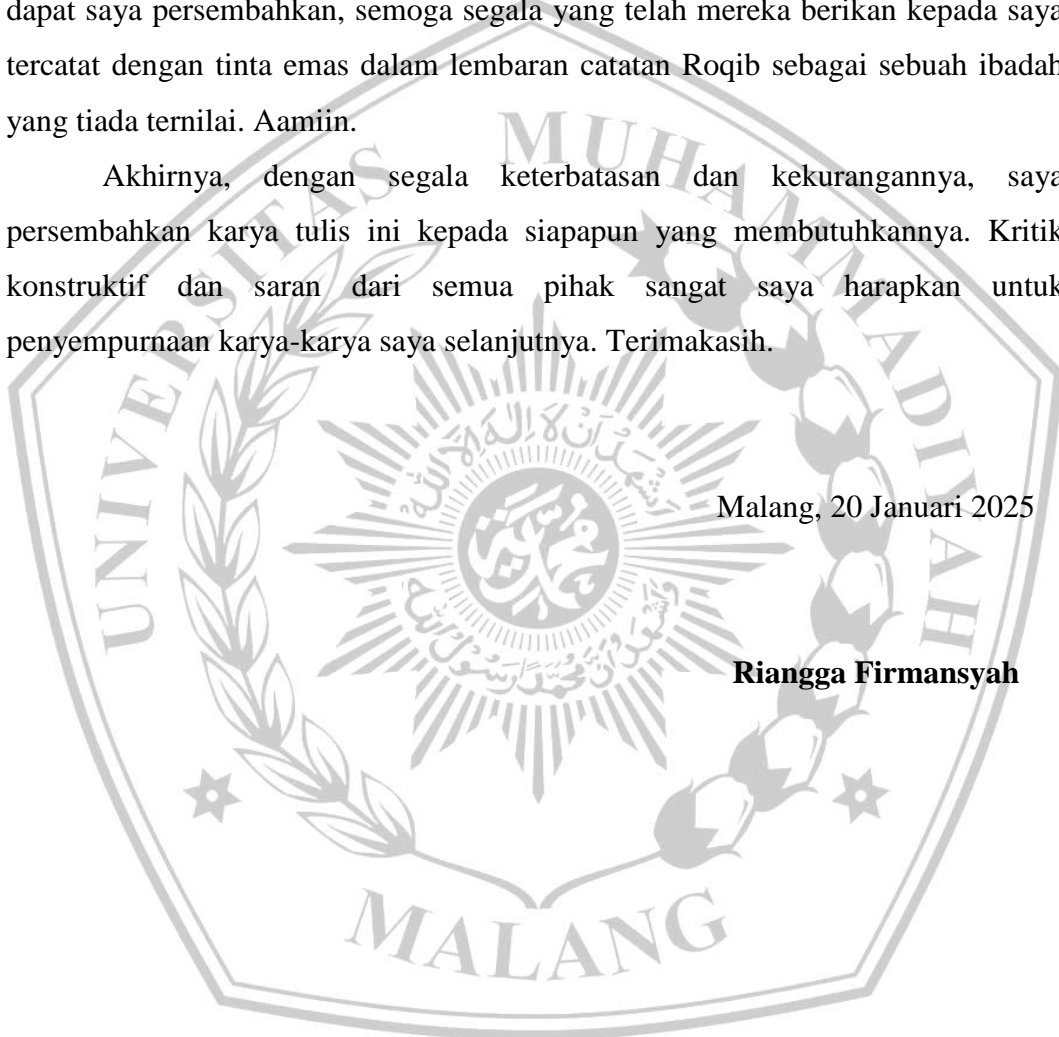 dapat saya persembahkan, semoga segala yang telah mereka berikan kepada saya
tercatat dengan tinta emas dalam lembaran catatan Roqib sebagai sebuah ibadah
yang tiada ternilai. Aamiin.
Akhirnya, dengan segala keterbatasan dan kekurangannya, saya
persembahkan karya tulis ini kepada siapapun yang membutuhkannya. Kritik
konstruktif dan saran dari semua pihak sangat saya harapkan untuk
penyempurnaan karya-karya saya selanjutnya. Terimakasih.
Malang, 20 Januari 2025
Riangga Firmansyah
UNIVERSITAS MUHAMMADIYAH
MALANG